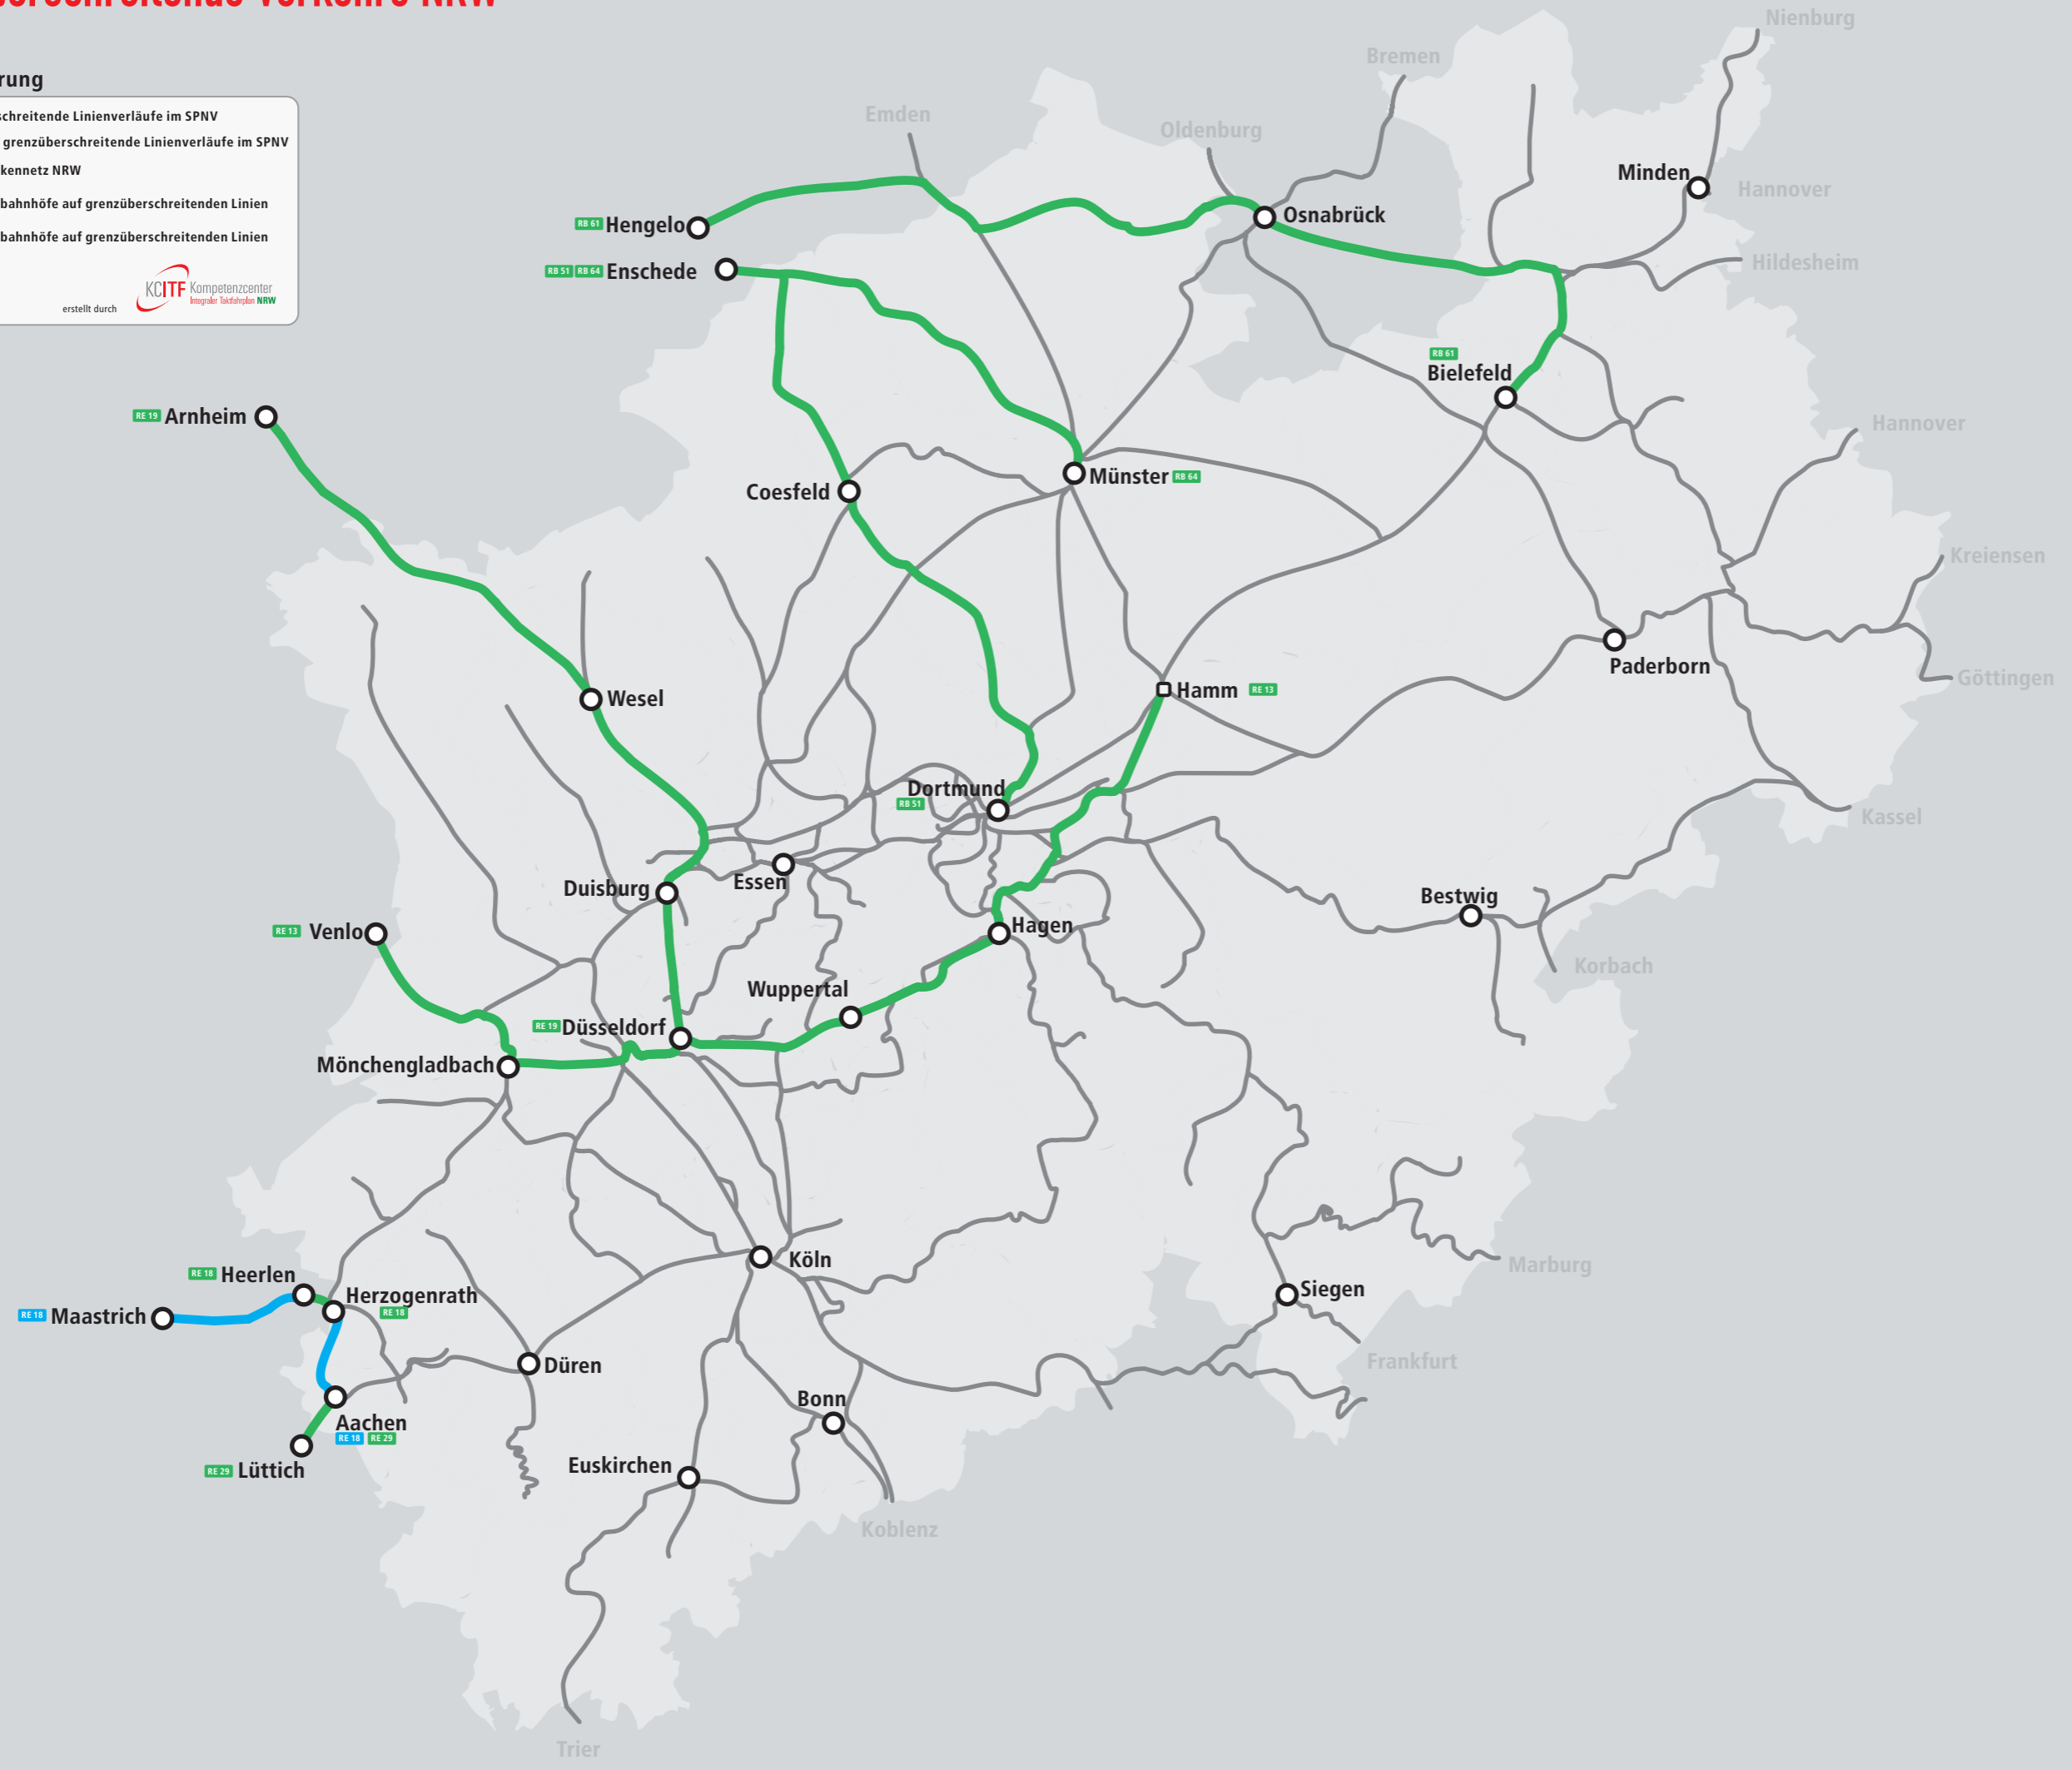 Verkehre NRW
schreitende Linienverläufe im SPNV
grenzüberschreitende Linienverläufe im SPNV
kennetz NRW
bahnhöfe auf grenzüberschreitenden Linien
bahnhöfe auf grenzüberschreitenden Linien
erstellt durch
KCITF Kompetenzcenter
Integraler Taktfahrplan NRW
Nienburg
Bremen
Emden
Oldenburg
Minden
Hannover
RB 61 Hengelo
Osnabrück
Hildesheim
RB 51 RB 64 Enschede
RB 61
Bielefeld
RE 19 Arnheim
Hannover
Münster RB 64
Coesfeld
Kreiensen
Paderborn
Göttingen
Hamm RE 13
Wesel
Dortmund
RB 51
Kassel
Essen
Duisburg
Bestwig
Hagen
RE 13 Venlo
Korbach
Wuppertal
RE 19 Düsseldorf
Mönchengladbach
Köln
Marburg
RE 18 Heerlen
Siegen
Herzogenrath
RE 18
RE 18 Maastrich
Frankfurt
Düren
Bonn
Aachen
RE 18 RE 29
Euskirchen
RE 29 Lüttich
Koblenz
Trier